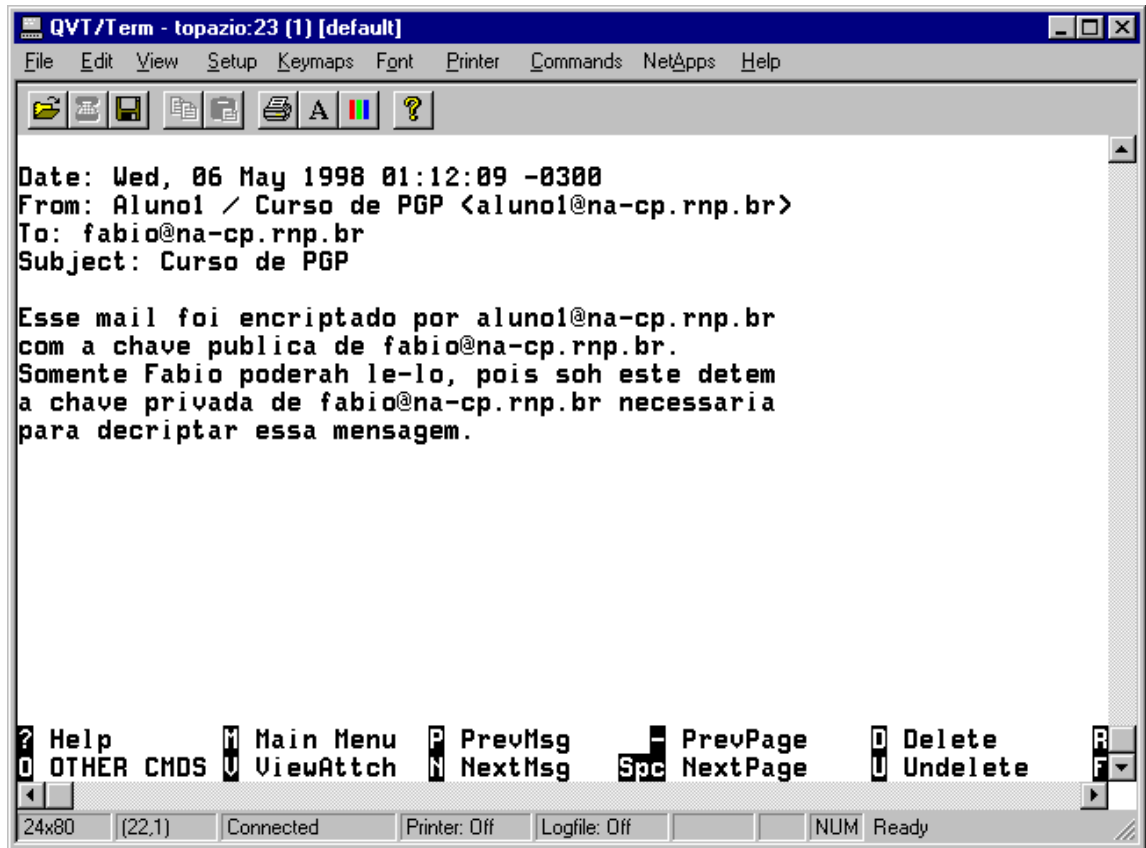 QVT/Term - topazio:23 (1) [default]
File Edit View Setup Keymaps Font Printer Commands NetApps Help
A ?
Date: Wed, 06 May 1998 01:12:09 -0300
From: Aluno1 / Curso de PGP <aluno1@na-cp.rnp.br>
To: fabio@na-cp.rnp.br
Subject: Curso de PGP
Esse mail foi encriptado por aluno1@na-cp.rnp.br
com a chave publica de fabio@na-cp.rnp.br.
Somente Fabio poderah le-lo, pois soh este detem
a chave privada de fabio@na-cp.rnp.br necessaria
para decriptar essa mensagem.
? Help M Main Menu P PrevMsg - PrevPage D Delete R
O OTHER CMDS V ViewAttch N NextMsg Spc NextPage U Undelete F
24x80 (22,1) Connected Printer: Off Logfile: Off NUM Ready